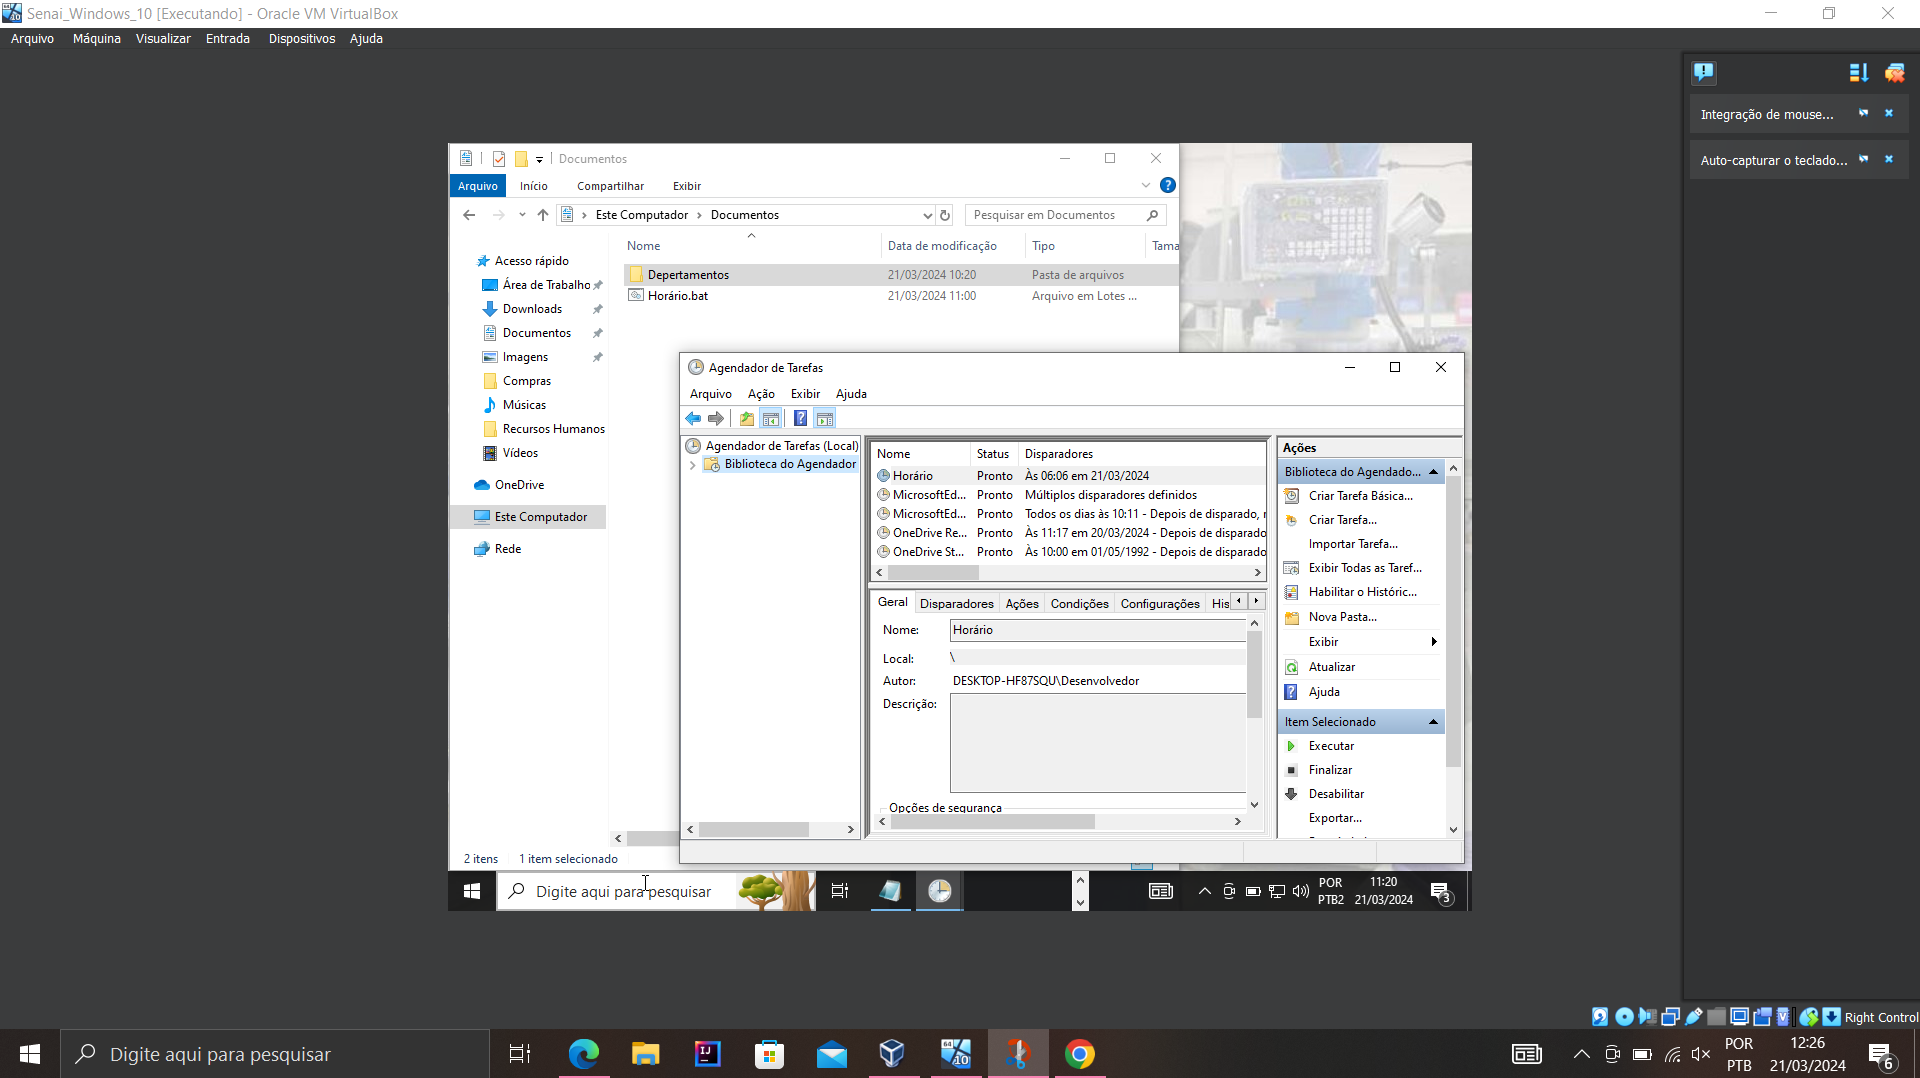 Senai_Windows_10 [Executando] - Oracle VM VirtualBox
Arquivo Máquina Visualizar Entrada Dispositivos Ajuda
Integração de mouse...
Auto-capturar o teclado...
Documentos
Arquivo Início Compartilhar Exibir
Este Computador Documentos
Pesquisar em Documentos
Nome Data de modificação Tipo Tama
Depertamentos 21/03/2024 10:20 Pasta de arquivos
Horário.bat 21/03/2024 11:00 Arquivo em Lotes ...
Acesso rápido
Área de Trabalho
Downloads
Documentos
Imagens
Compras
Músicas
Recursos Humanos
Vídeos
OneDrive
Este Computador
Rede
2 itens 1 item selecionado
Agendador de Tarefas
Arquivo Ação Exibir Ajuda
Agendador de Tarefas (Local)
Biblioteca do Agendador
Nome Status Disparadores
Horário Pronto Às 06:06 em 21/03/2024
MicrosoftEd... Pronto Múltiplos disparadores definidos
MicrosoftEd... Pronto Todos os dias às 10:11 - Depois de disparado, r
OneDrive Re... Pronto Às 11:17 em 20/03/2024 - Depois de disparado
OneDrive St... Pronto Às 10:00 em 01/05/1992 - Depois de disparado
Geral Disparadores Ações Condições Configurações His
Nome: Horário
Local: \
Autor: DESKTOP-HF87SQU\Desenvolvedor
Descrição:
Opções de segurança
Ações
Biblioteca do Agendado...
Criar Tarefa Básica...
Criar Tarefa...
Importar Tarefa...
Exibir Todas as Taref...
Habilitar o Históric...
Nova Pasta...
Exibir
Atualizar
Ajuda
Item Selecionado
Executar
Finalizar
Desabilitar
Exportar...
Digite aqui para pesquisar
POR
PTB2
11:20
21/03/2024
3
Right Control
Digite aqui para pesquisar
POR
PTB
12:26
21/03/2024
6